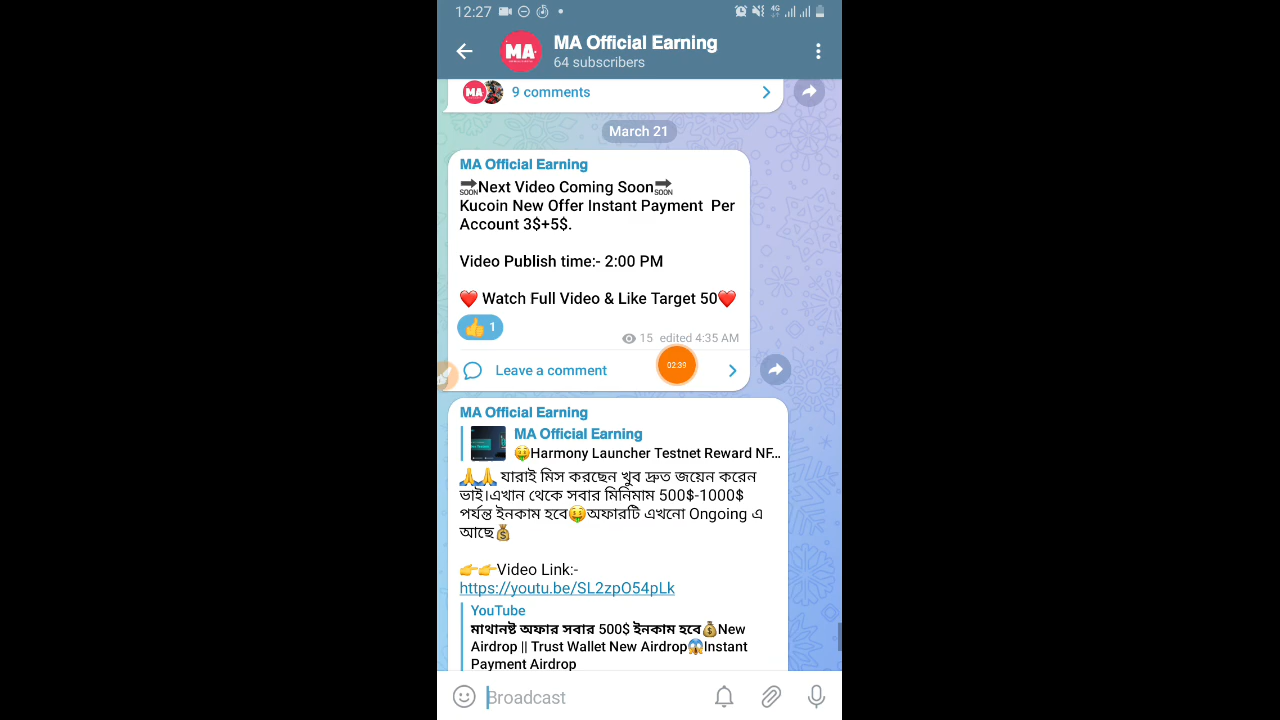 12:27
4G
MA
MA Official Earning
64 subscribers
MA
9 comments
March 21
MA Official Earning
🔜Next Video Coming Soon🔜
Kucoin New Offer Instant Payment Per
Account 3$+5$.
Video Publish time:- 2:00 PM
❤️ Watch Full Video & Like Target 50❤️
👍 1
15 edited 4:35 AM
Leave a comment
02:39
MA Official Earning
MA Official Earning
🤑Harmony Launcher Testnet Reward NF...
🙏🙏 যারাই মিস করছেন খুব দ্রুত জয়েন করেন
ভাই।এখান থেকে সবার মিনিমাম 500$-1000$
পর্যন্ত ইনকাম হবে🤑অফারটি এখনো Ongoing এ
আছে💰
👉👉Video Link:-
https://youtu.be/SL2zpO54pLk
YouTube
মাথানষ্ট অফার সবার 500$ ইনকাম হবে💰New
Airdrop || Trust Wallet New Airdrop😱Instant
Payment Airdrop
Broadcast